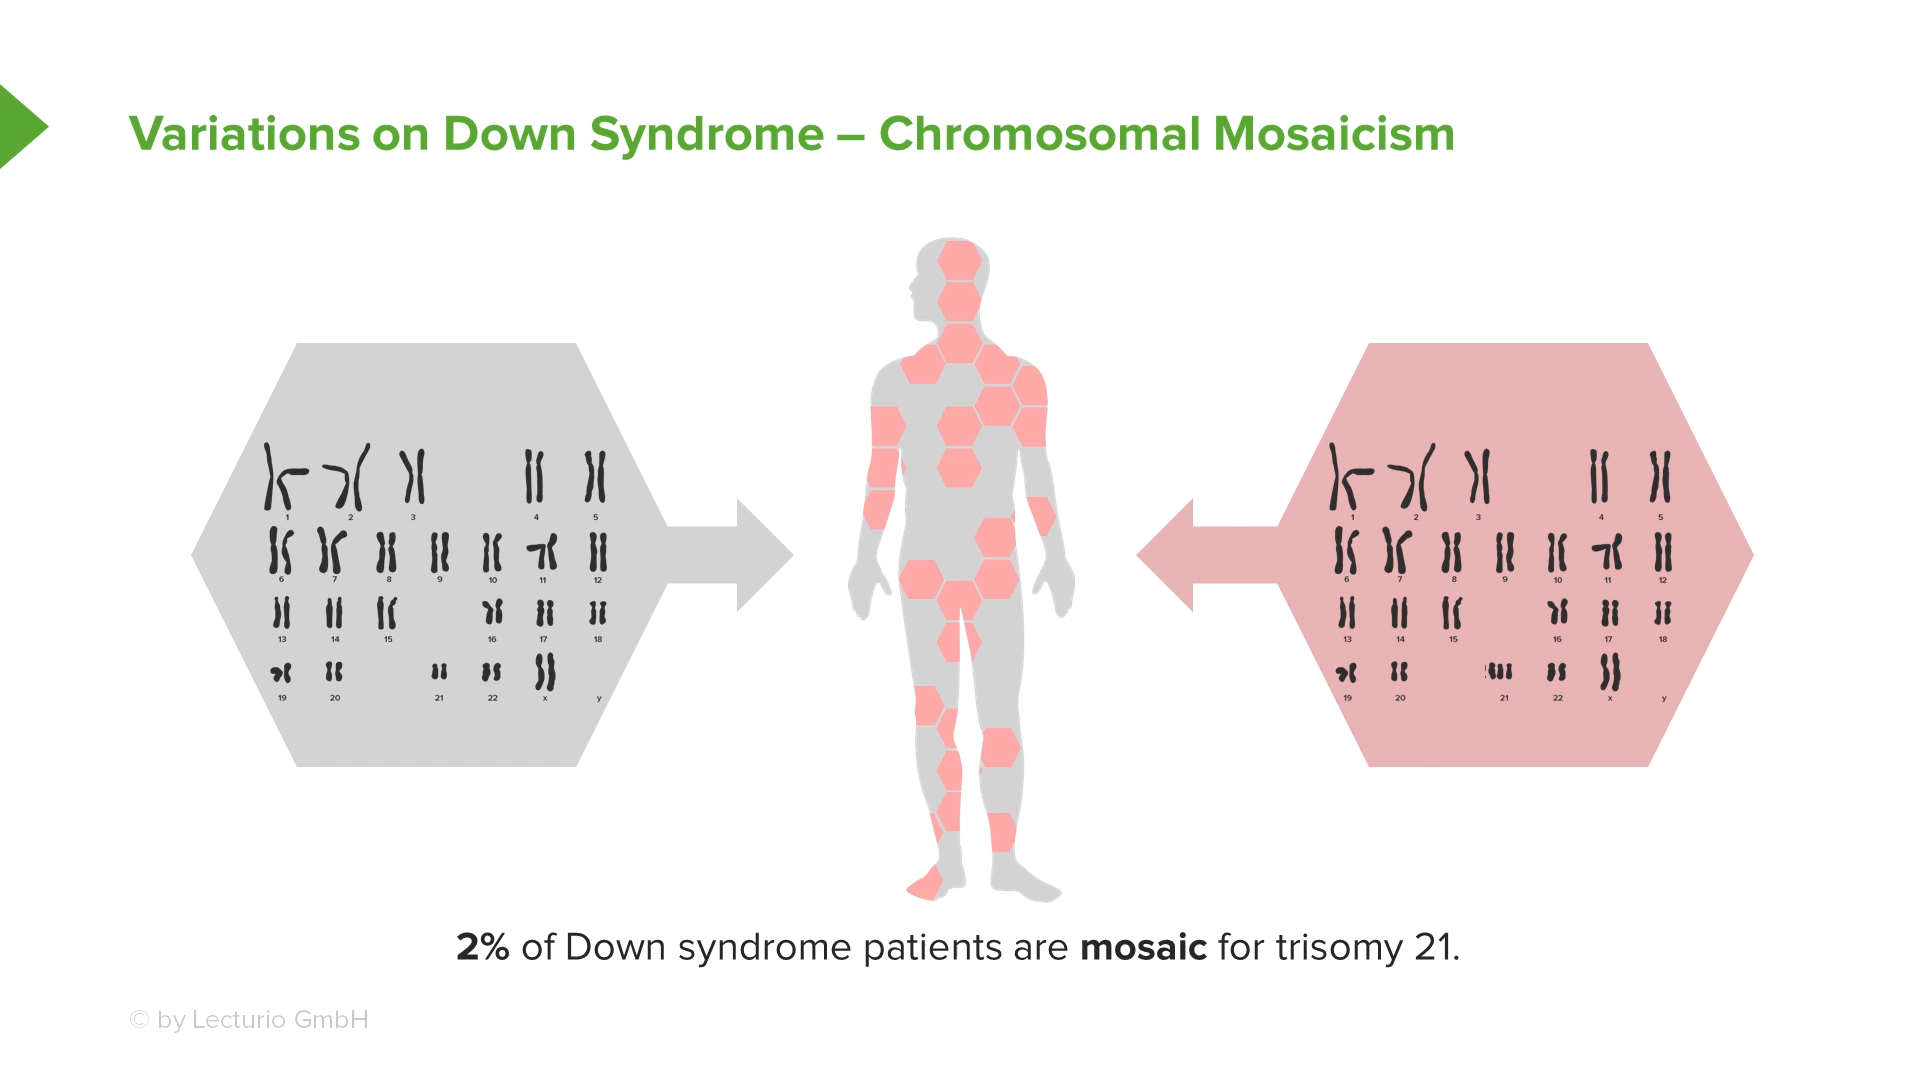 Variations on Down Syndrome – Chromosomal Mosaicism
1 2 3 4 5
6 7 8 9 10 11 12
13 14 15 16 17 18
19 20 21 22 x y
1 2 3 4 5
6 7 8 9 10 11 12
13 14 15 16 17 18
19 20 21 22 x y
2% of Down syndrome patients are mosaic for trisomy 21.
© by Lecturio GmbH